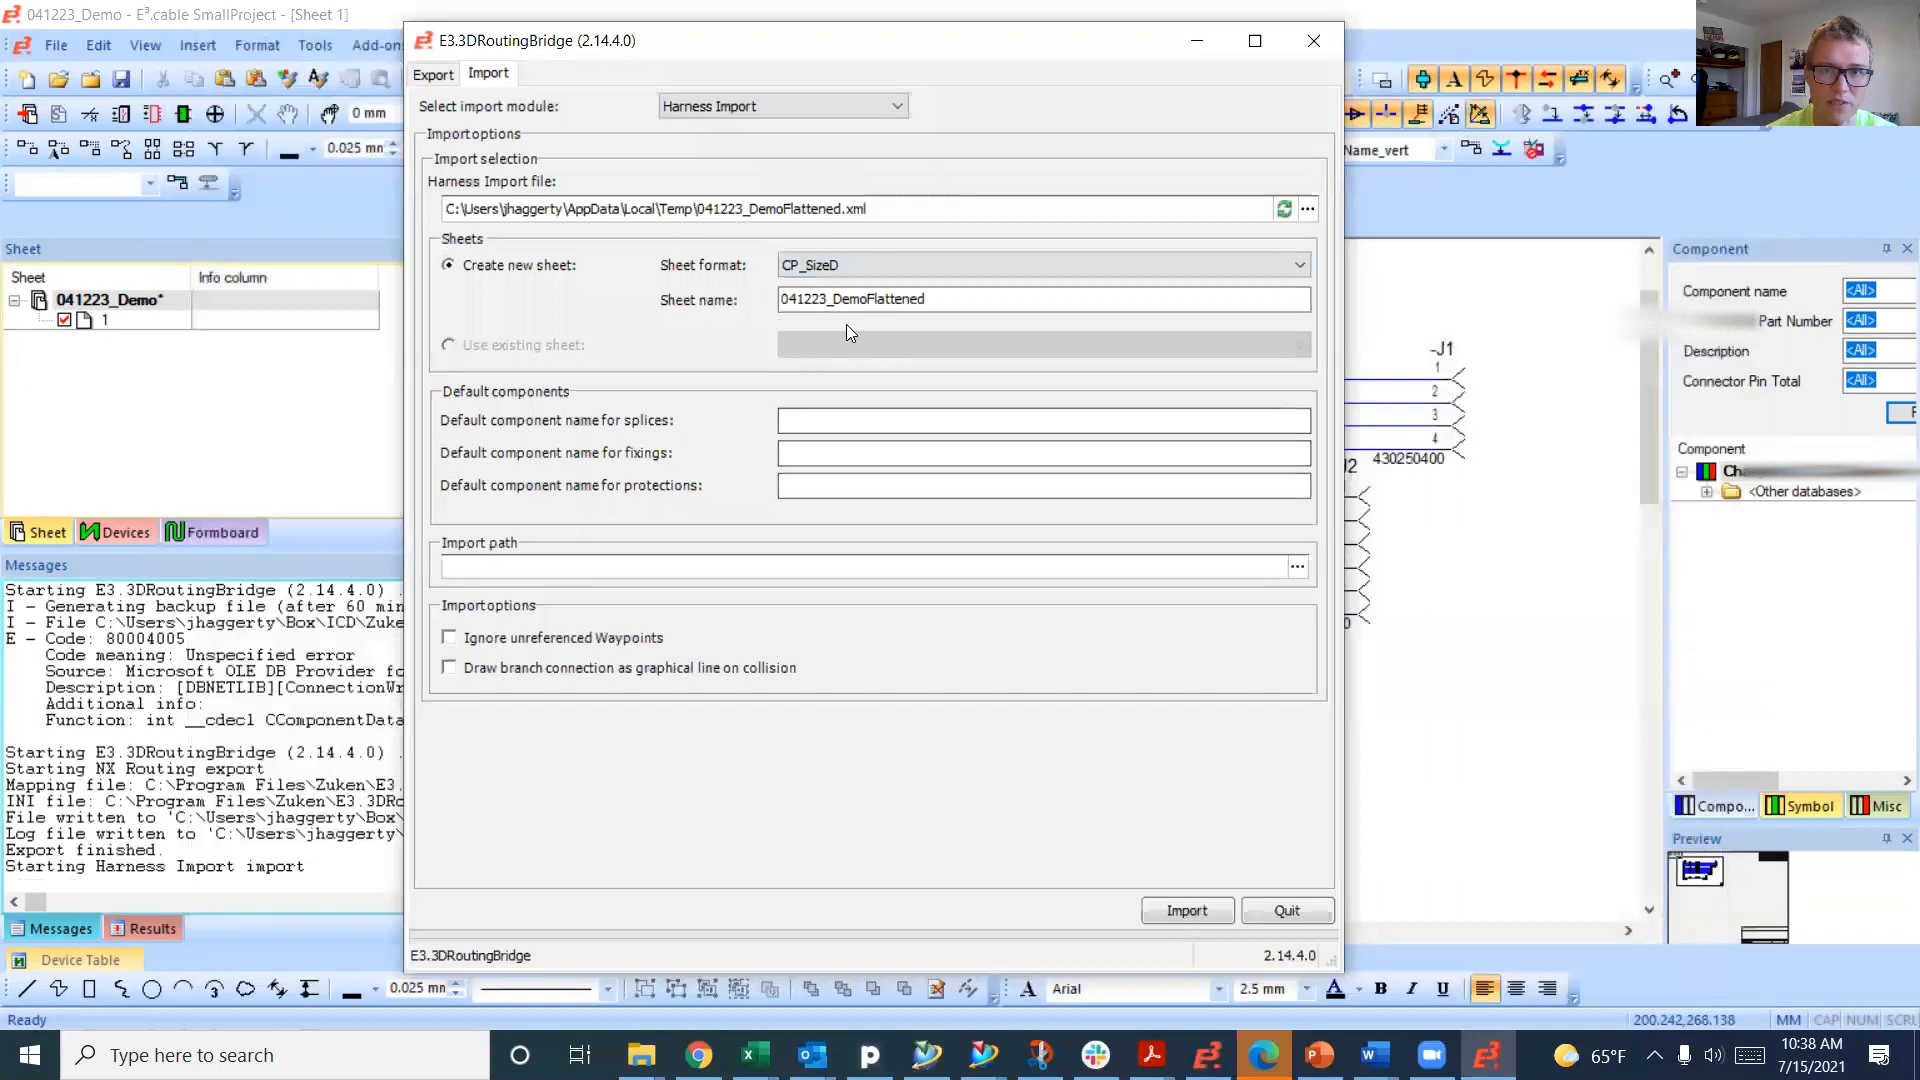 041223_Demo - E³.cable SmallProject - [Sheet 1]
File Edit View Insert Format Tools Add-on
0 mm
0.025 mm
Sheet
Sheet Info column
041223_Demo*
1
Sheet Devices Formboard
Messages
Starting E3.3DRoutingBridge (2.14.4.0) .
I - Generating backup file (after 60 min
I - File C:\Users\jhaggerty\Box\ICD\Zuke
E - Code: 80004005
Code meaning: Unspecified error
Source: Microsoft OLE DB Provider fo
Description: [DBNETLIB][ConnectionWr
Additional info:
Function: int __cdecl CComponentData
Starting E3.3DRoutingBridge (2.14.4.0) .
Starting NX Routing export
Mapping file: C:\Program Files\Zuken\E3.
INI file: C:\Program Files\Zuken\E3.3DRo
File written to 'C:\Users\jhaggerty\Box\
Log file written to 'C:\Users\jhaggerty\
Export finished.
Starting Harness Import import
Messages Results
Device Table
E3.3DRoutingBridge (2.14.4.0)
Export Import
Select import module: Harness Import
Import options
Import selection
Harness Import file:
C:\Users\jhaggerty\AppData\Local\Temp\041223_DemoFlattened.xml
Sheets
Create new sheet: Sheet format: CP_SizeD
Sheet name: 041223_DemoFlattened
Use existing sheet:
Default components
Default component name for splices:
Default component name for fixings:
Default component name for protections:
Import path
Import options
Ignore unreferenced Waypoints
Draw branch connection as graphical line on collision
Import Quit
E3.3DRoutingBridge 2.14.4.0
Name_vert
-J1
1
2
3
4
J2 430250400
0
Component
Component name <All>
Part Number <All>
Description <All>
Connector Pin Total <All>
F
Component
<Other databases>
Compo... Symbol Misc
Preview
0.025 mm Arial 2.5 mm B I U
Ready 200.242,268.138 MM CAP NUM SCRL
Type here to search
65°F
10:38 AM
7/15/2021